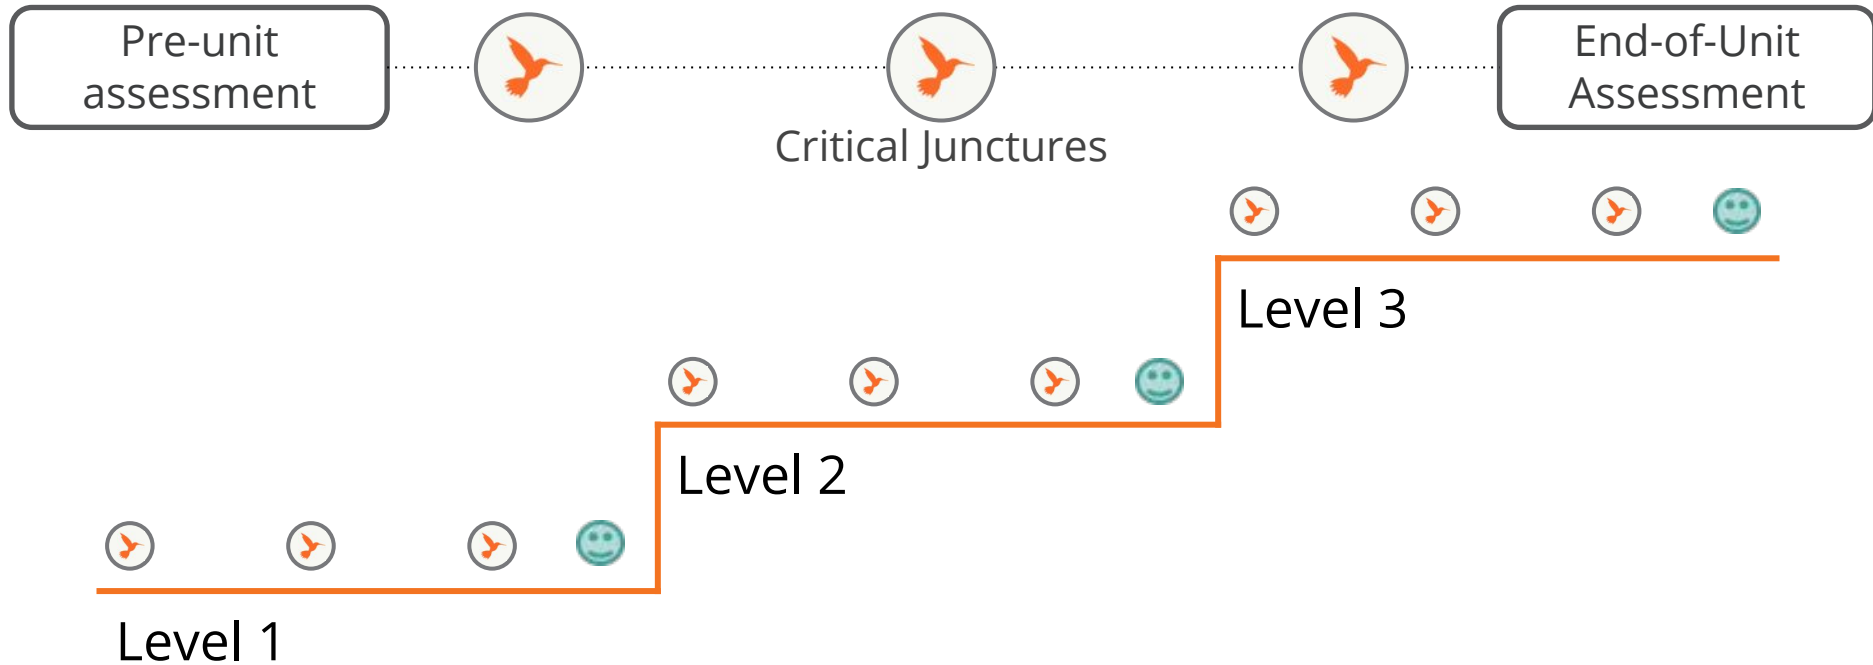 Pre-unit
assessment
End-of-Unit
Assessment
Critical Junctures
Level 3
Level 2
Level 1